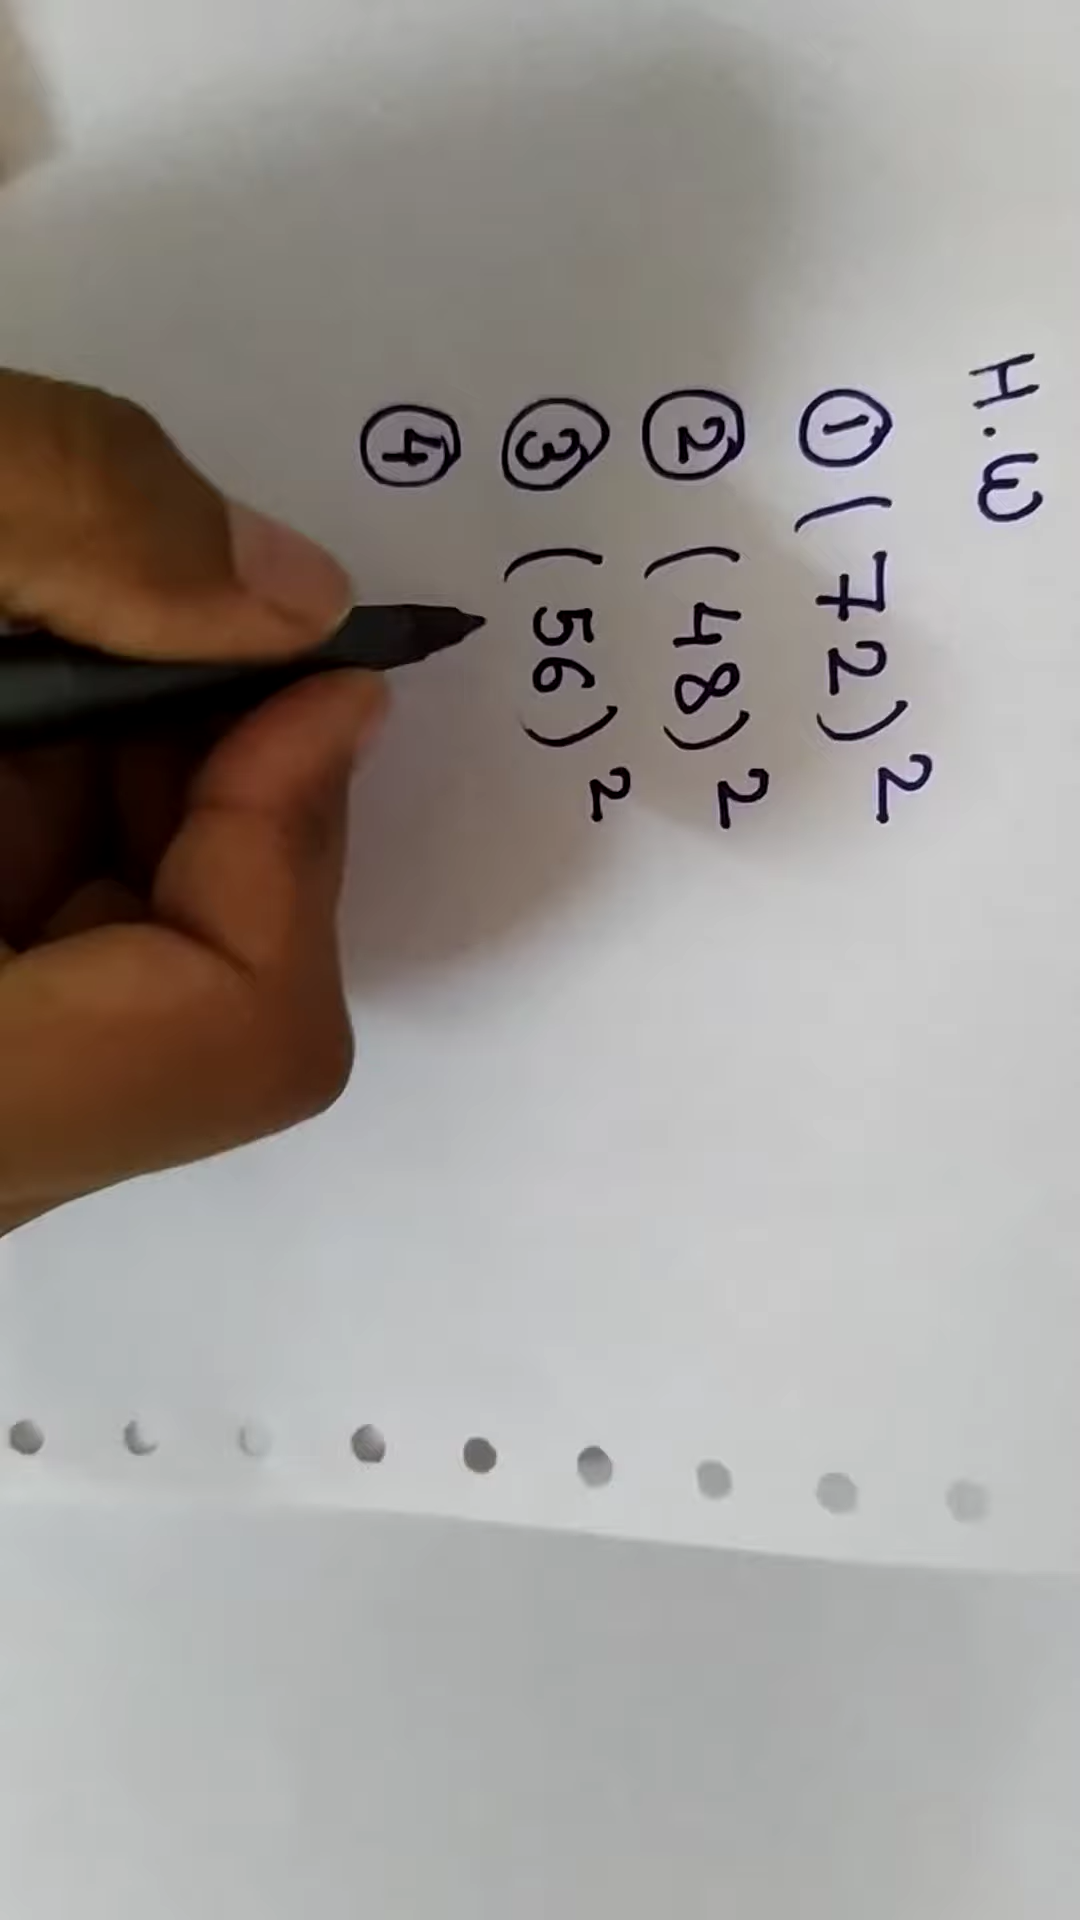 H.W
① (72)²
② (48)²
③ (56)²
④